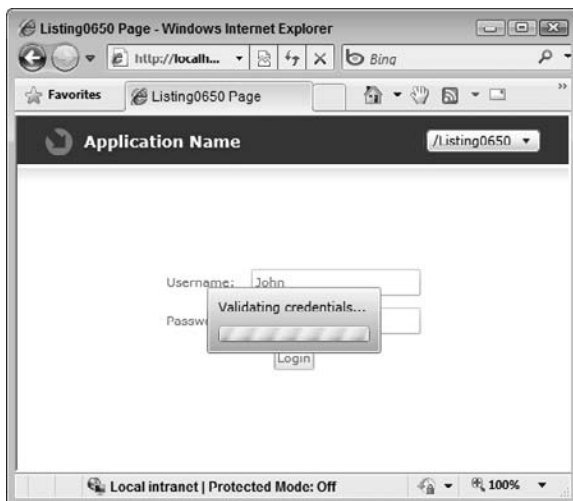 Listing0650 Page - Windows Internet Explorer
http://localh...
Bing
Favorites
Listing0650 Page
»
Application Name
/Listing0650
Username: John
Validating credentials...
Passw
Login
Local intranet | Protected Mode: Off
100%